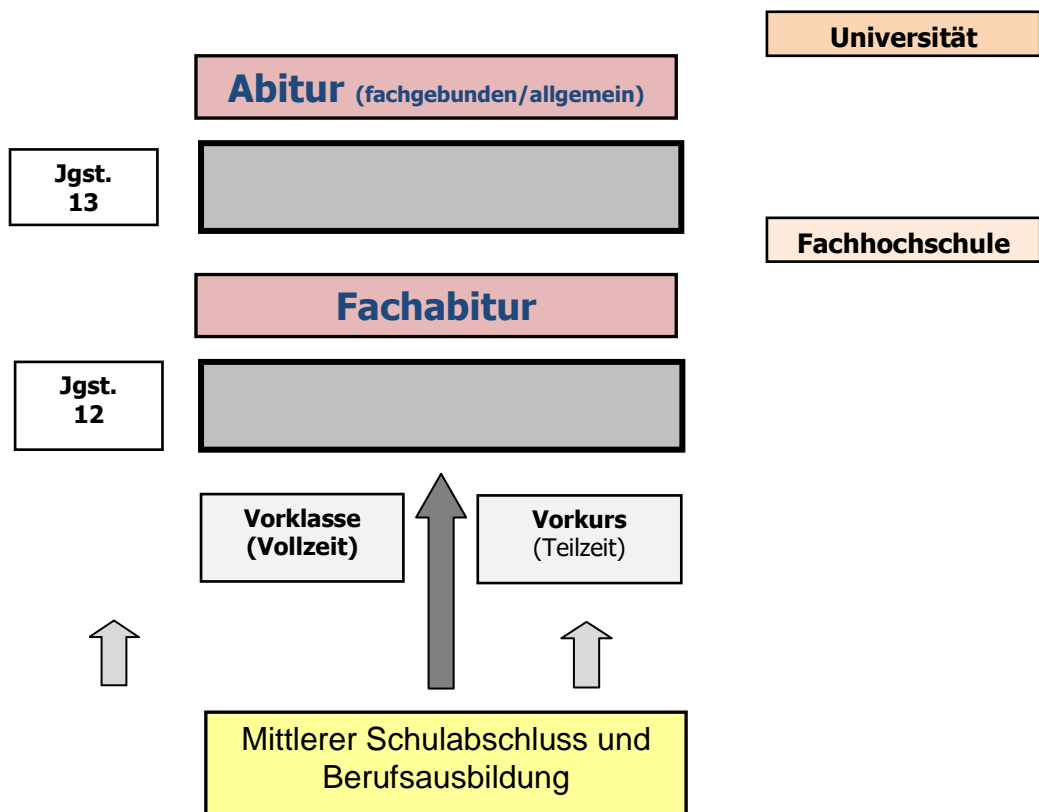 Universität
Abitur (fachgebunden/allgemein)
Jgst.
13
Fachhochschule
Fachabitur
Jgst.
12
Vorklasse
(Vollzeit)
Vorkurs
(Teilzeit)
Mittlerer Schulabschluss und
Berufsausbildung